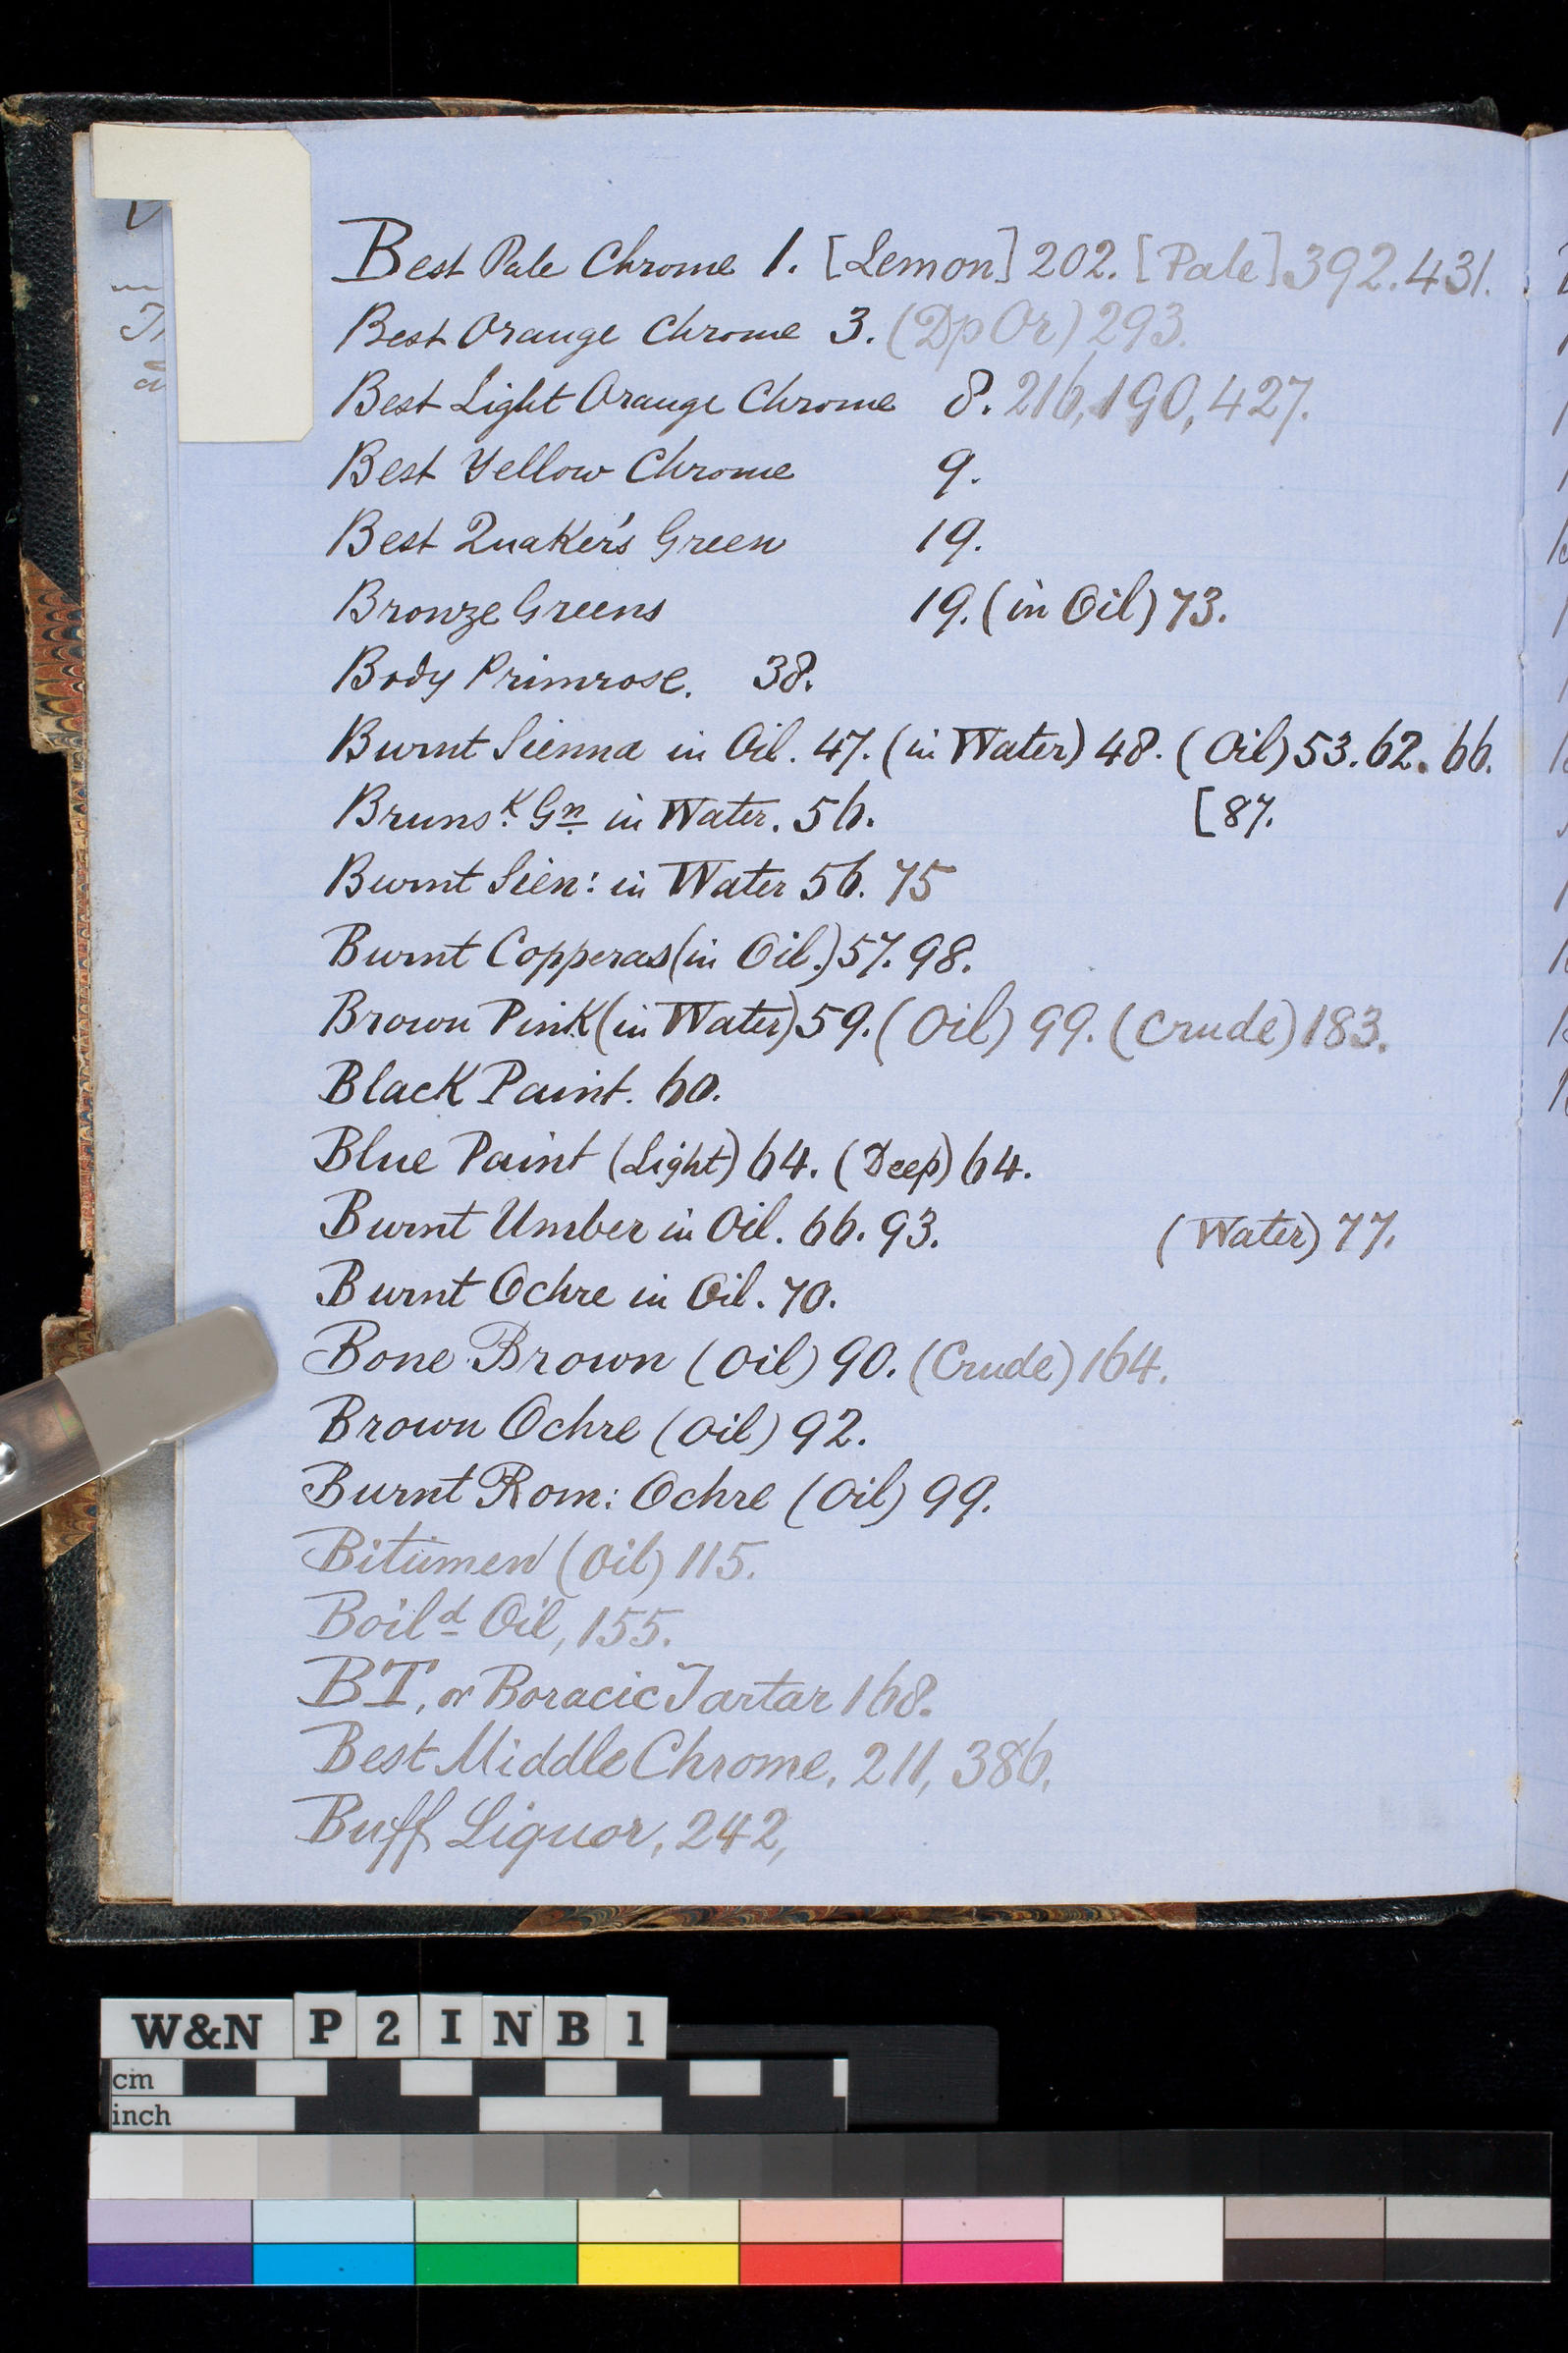 Best Pale Chrome 1. [Lemon] 202. [Pale] 392. 431.
Best Orange Chrome 3. (Dp Or) 293.
Best Light Orange Chrome 8. 216, 190, 427.
Best Yellow Chrome 9.
Best Quaker's Green 19.
Bronze Greens 19. (in Oil) 73.
Body Primrose. 38.
Burnt Sienna in Oil. 47. (in Water) 48. (Oil) 53. 62. 66.
[87.
Brunsk. Gn. in Water. 56.
Burnt Sien: in Water 56. 75
Burnt Copperas (in Oil.) 57. 98.
Brown Pink (in Water) 59. (Oil) 99. (Crude) 183.
Black Paint. 60.
Blue Paint (Light) 64. (Deep) 64.
Burnt Umber in Oil. 66. 93. (Water) 77.
Burnt Ochre in Oil. 70.
Bone Brown (Oil) 90. (Crude) 164.
Brown Ochre (Oil) 92.
Burnt Rom: Ochre (Oil) 99.
Bitumen (Oil) 115.
Boild Oil, 155.
BT, or Boracic Tartar 168.
Best Middle Chrome, 211, 386,
Buff Liquor, 242,
W&N P 2 I N B 1
cm
inch